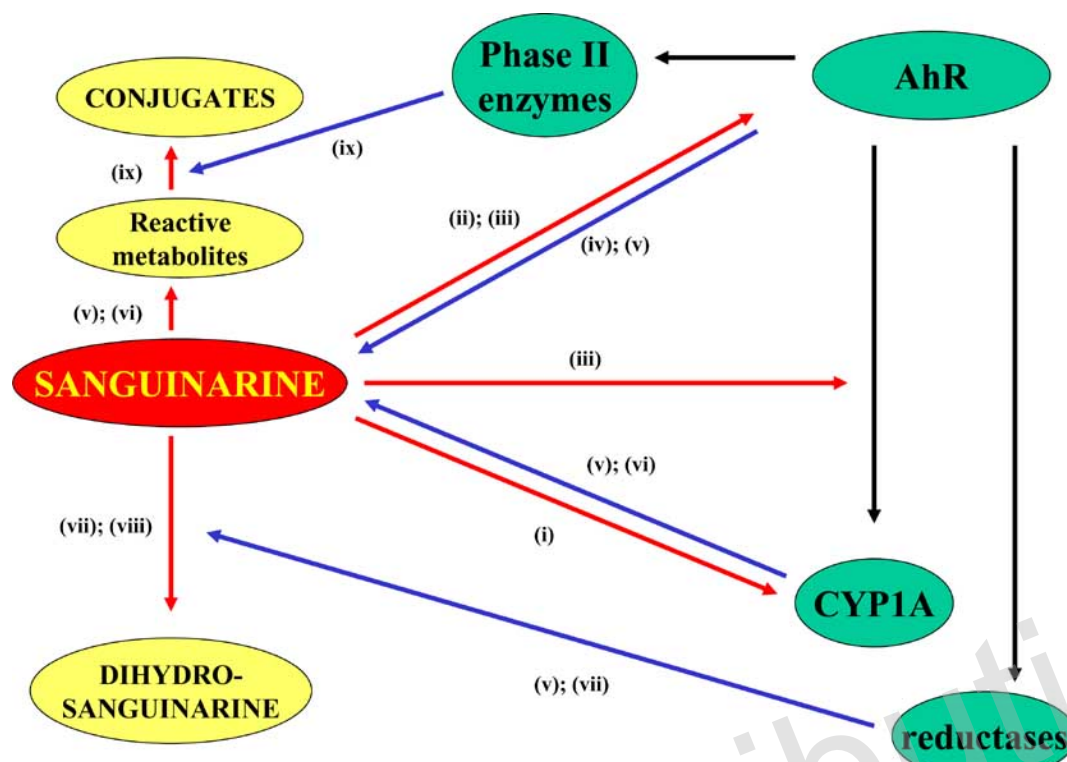 Phase II
enzymes
AhR
CONJUGATES
(ix)
(ix)
Reactive
metabolites
(ii); (iii)
(iv); (v)
(v); (vi)
SANGUINARINE
(iii)
(v); (vi)
(vii); (viii)
(i)
CYP1A
DIHYDRO-
SANGUINARINE
(v); (vii)
reductases